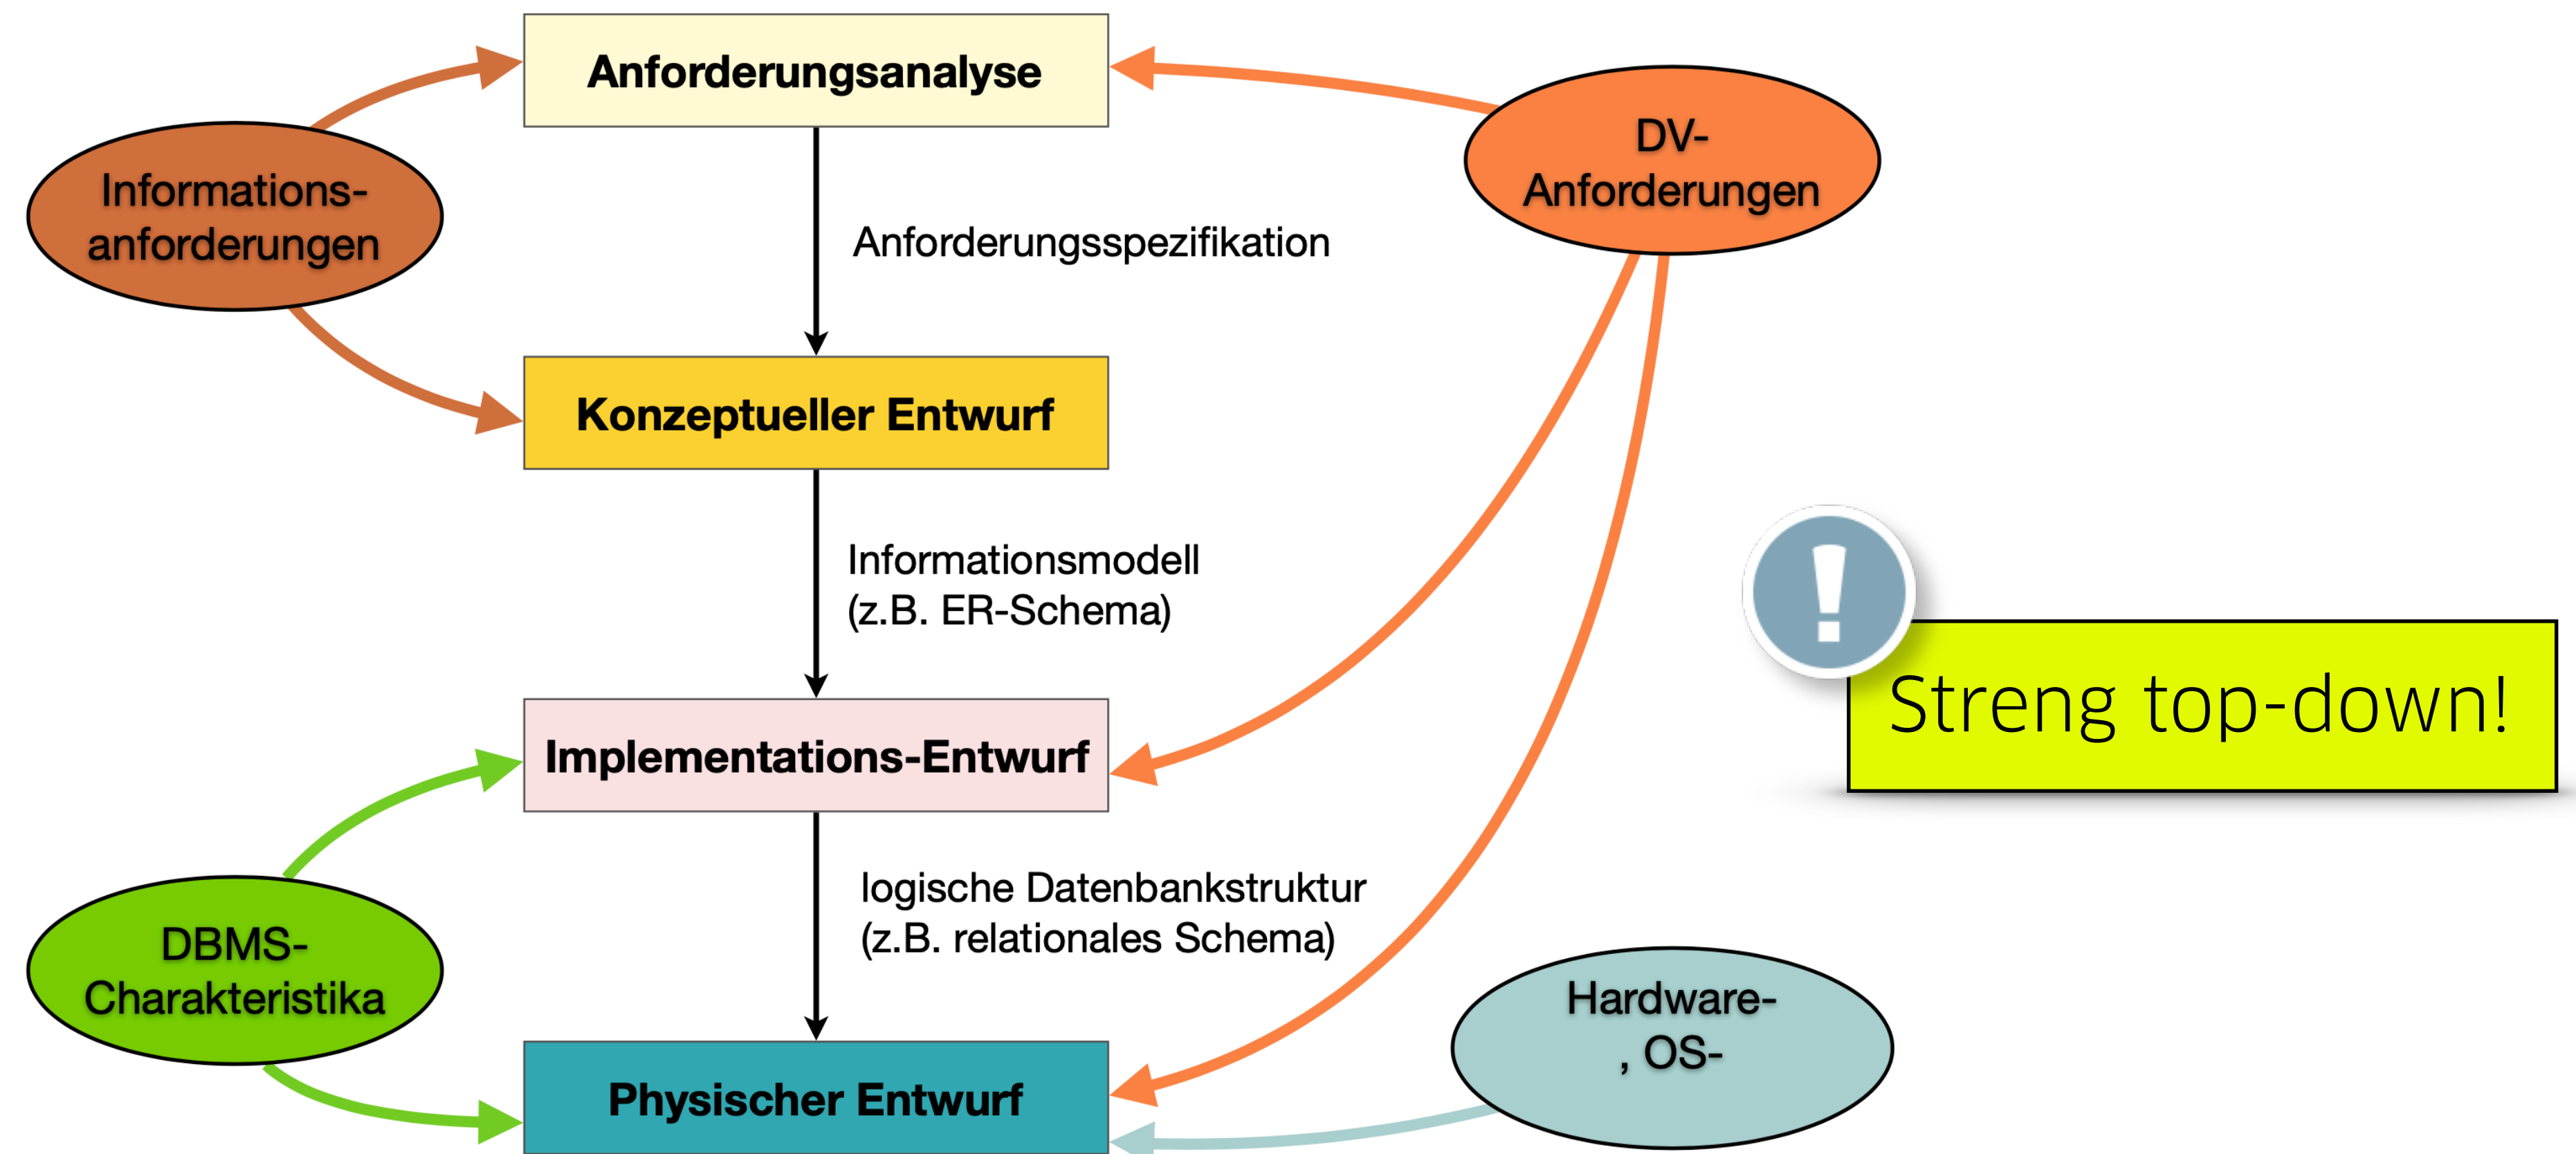 Anforderungsanalyse
DV-
Anforderungen
Informations-
anforderungen
Anforderungsspezifikation
Konzeptueller Entwurf
Informationsmodell
(z.B. ER-Schema)
!
Streng top-down!
Implementations-Entwurf
logische Datenbankstruktur
(z.B. relationales Schema)
DBMS-
Charakteristika
Hardware-
, OS-
Physischer Entwurf